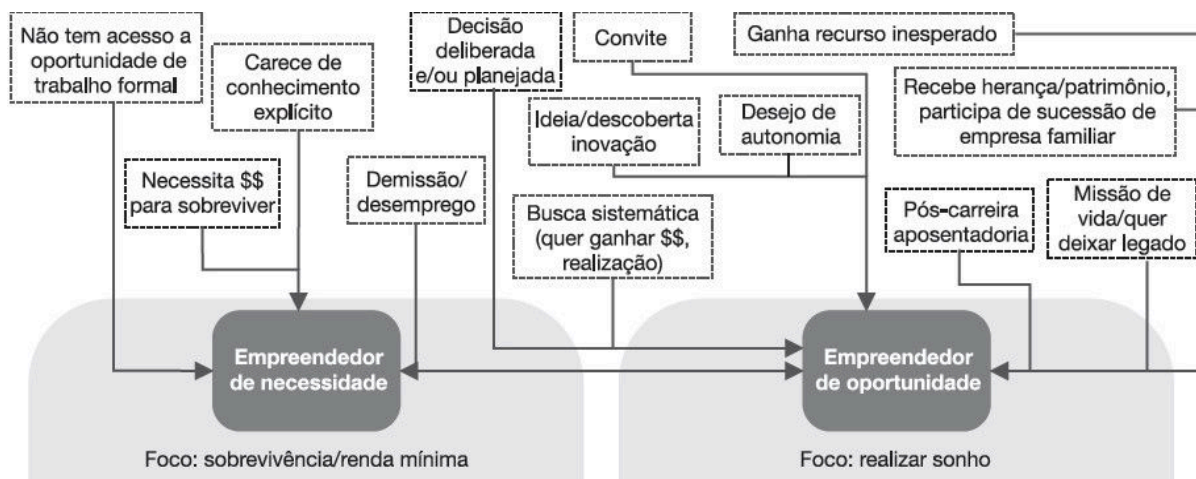 Não tem acesso a
oportunidade de
trabalho formal
Carece de
conhecimento
explícito
Necessita $$
para sobreviver
Demissão/
desemprego
Decisão
deliberada
e/ou planejada
Convite
Ideia/descoberta
inovação
Desejo de
autonomia
Busca sistemática
(quer ganhar $$,
realização)
Ganha recurso inesperado
Recebe herança/patrimônio,
participa de sucessão de
empresa familiar
Pós-carreira
aposentadoria
Missão de
vida/quer
deixar legado
Empreendedor
de necessidade
Empreendedor
de oportunidade
Foco: sobrevivência/renda mínima
Foco: realizar sonho